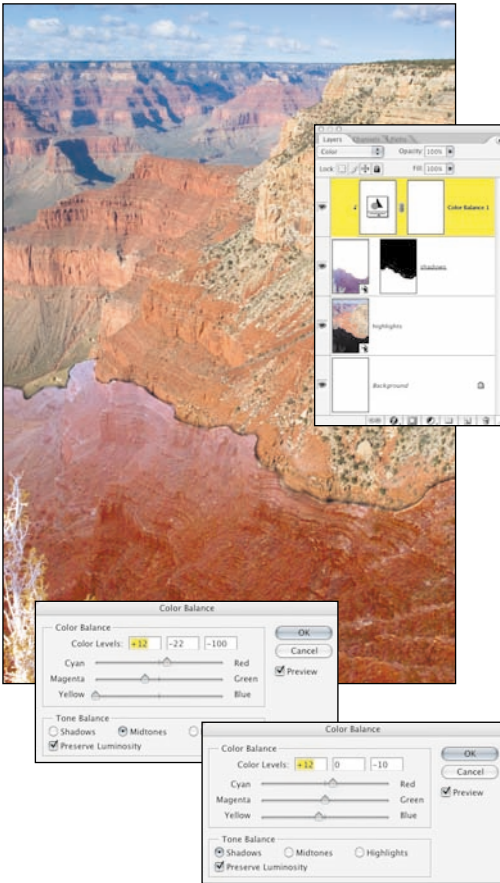 Layers Channels Paths
Color Opacity: 100%
Lock: Fill: 100%
Color Balance 1
shadows
highlights
Background
Color Balance
Color Balance
Color Levels: +12 -22 -100
Cyan Red
Magenta Green
Yellow Blue
OK
Cancel
Preview
Tone Balance
Shadows Midtones
Preserve Luminosity
Color Balance
Color Balance
Color Levels: +12 0 -10
Cyan Red
Magenta Green
Yellow Blue
OK
Cancel
Preview
Tone Balance
Shadows Midtones Highlights
Preserve Luminosity